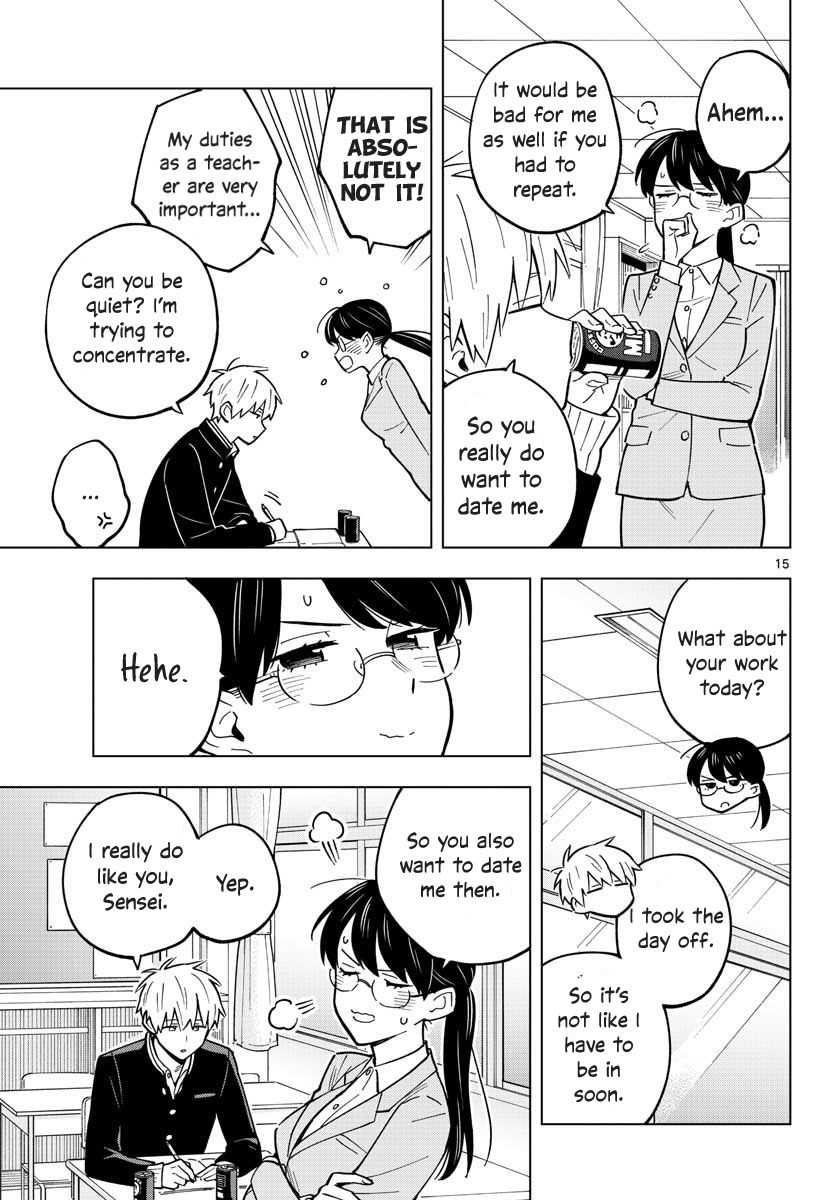 Ahem...
It would be
bad for me
as well if you
had to
repeat.
MI
So you
really do
want to
date me.
THAT IS
ABSO-
LUTELY
NOT IT!
My duties
as a teach-
er are very
important...
Can you be
quiet? I'm
trying to
concentrate.
...
15
What about
your work
today?
I took the
day off.
So it's
not like I
have to
be in
soon.
Hehe.
So you also
want to date
me then.
Yep.
I really do
like you,
Sensei.